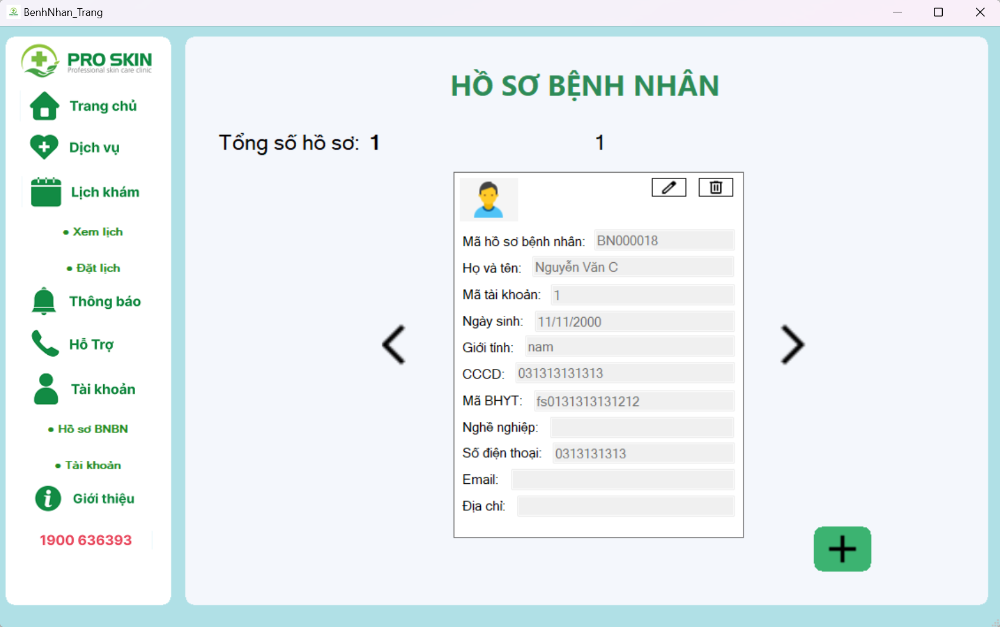 BenhNhan_Trang
PRO SKIN
Professional skin care clinic
Trang chủ
Dịch vụ
Lịch khám
• Xem lịch
• Đặt lịch
Thông báo
Hỗ Trợ
Tài khoản
• Hồ sơ BNBN
• Tài khoản
Giới thiệu
1900 636393
HỒ SƠ BỆNH NHÂN
Tổng số hồ sơ: 1
1
Mã hồ sơ bệnh nhân: BN000018
Họ và tên: Nguyễn Văn C
Mã tài khoản: 1
Ngày sinh: 11/11/2000
Giới tính: nam
CCCD: 031313131313
Mã BHYT: fs0131313131212
Nghề nghiệp:
Số điện thoại: 0313131313
Email:
Địa chỉ: